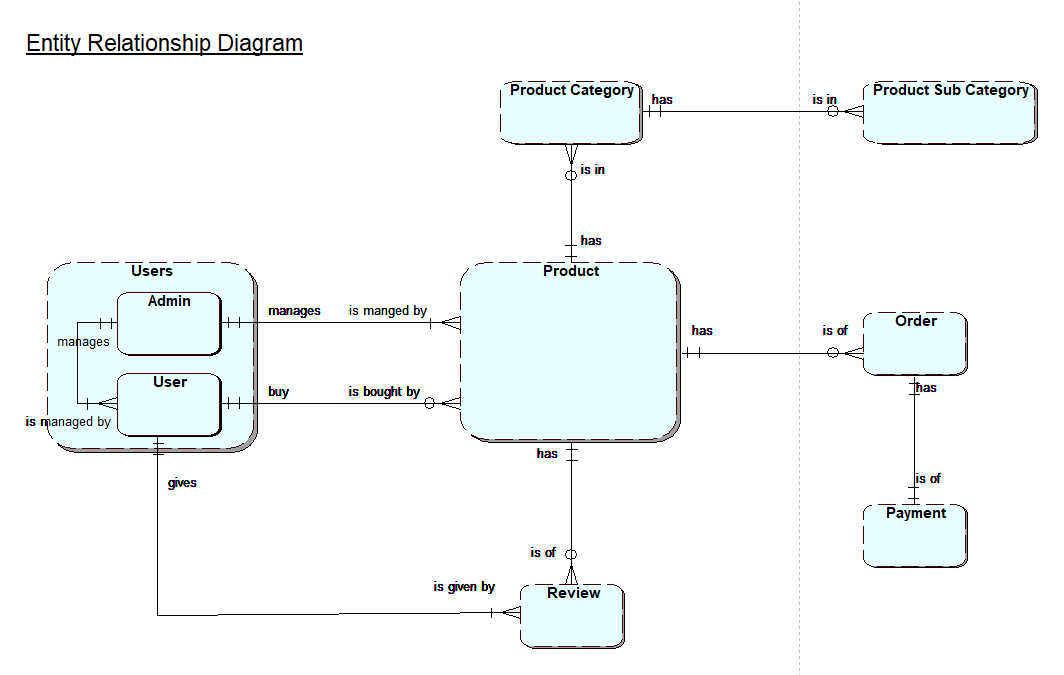 Entity Relationship Diagram
Product Category
has
is in
Product Sub Category
is in
has
Users
Product
Admin
manages
is manged by
manages
has
is of
Order
User
buy
is bought by
has
is managed by
has
gives
is of
Payment
is of
is given by
Review